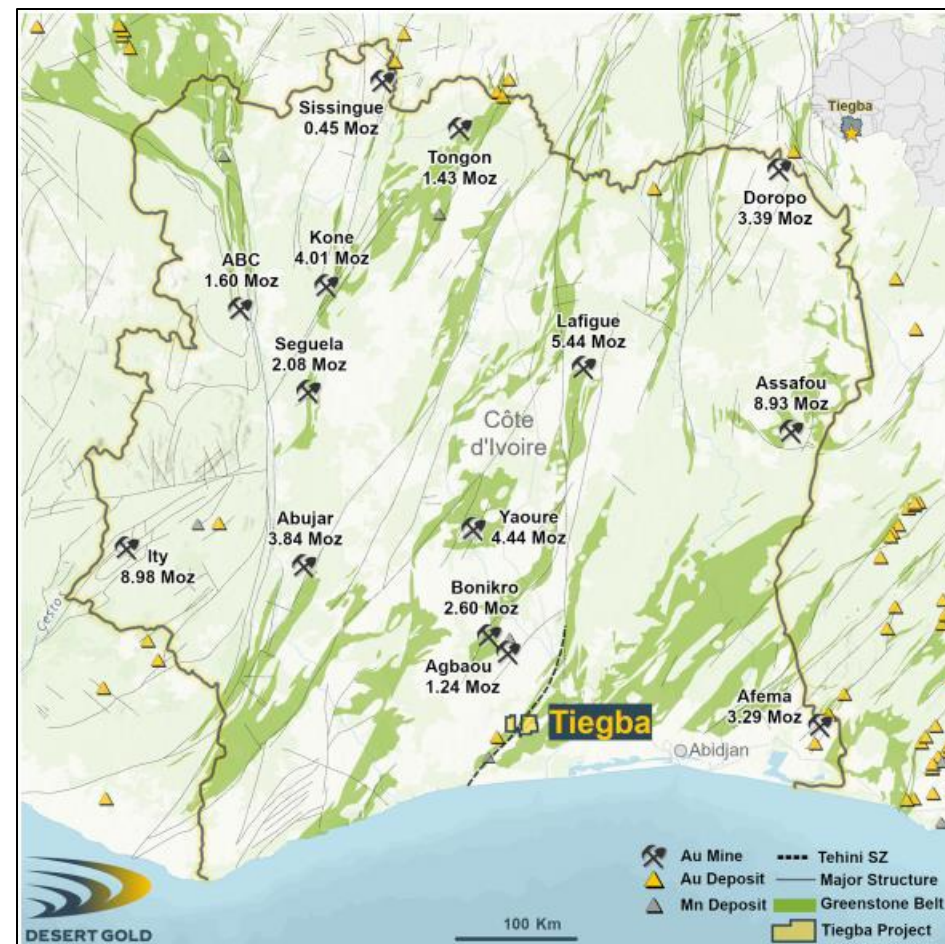 Sissingue
0.45 Moz
Tiegba
Tongon
1.43 Moz
Doropo
3.39 Moz
Kone
4.01 Moz
ABC
1.60 Moz
Lafigue
5.44 Moz
Seguela
2.08 Moz
Assafou
8.93 Moz
Côte
d'Ivoire
Abujar
3.84 Moz
Yaoure
4.44 Moz
Ity
8.98 Moz
Bonikro
2.60 Moz
Cesto
Agbaou
1.24 Moz
Afema
3.29 Moz
Tiegba
Abidjan
Au Mine
Tehini SZ
Au Deposit
Major Structure
Mn Deposit
Greenstone Belt
Tiegba Project
100 Km
DESERT GOLD